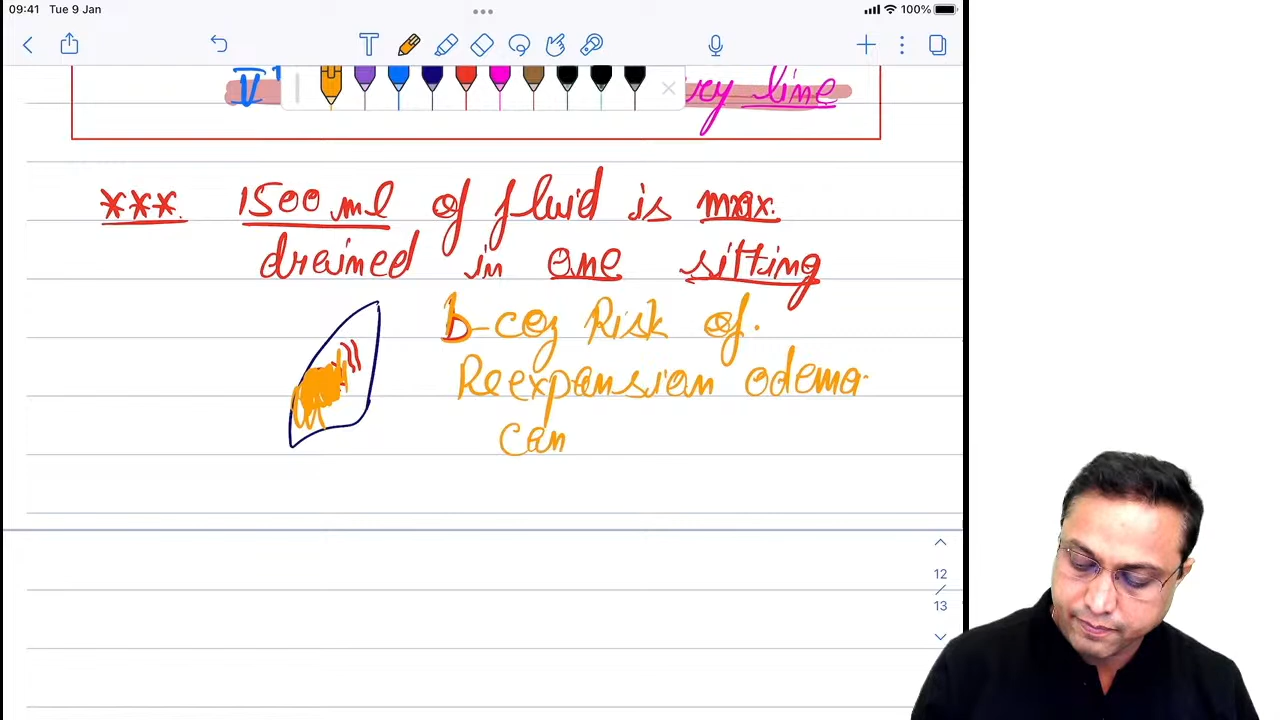 09:41 Tue 9 Jan
100%
T
V line
*** 1500 ml of fluid is max.
drained in one sitting
b-coz Risk of.
Reexpansion odema
can
12
/
13